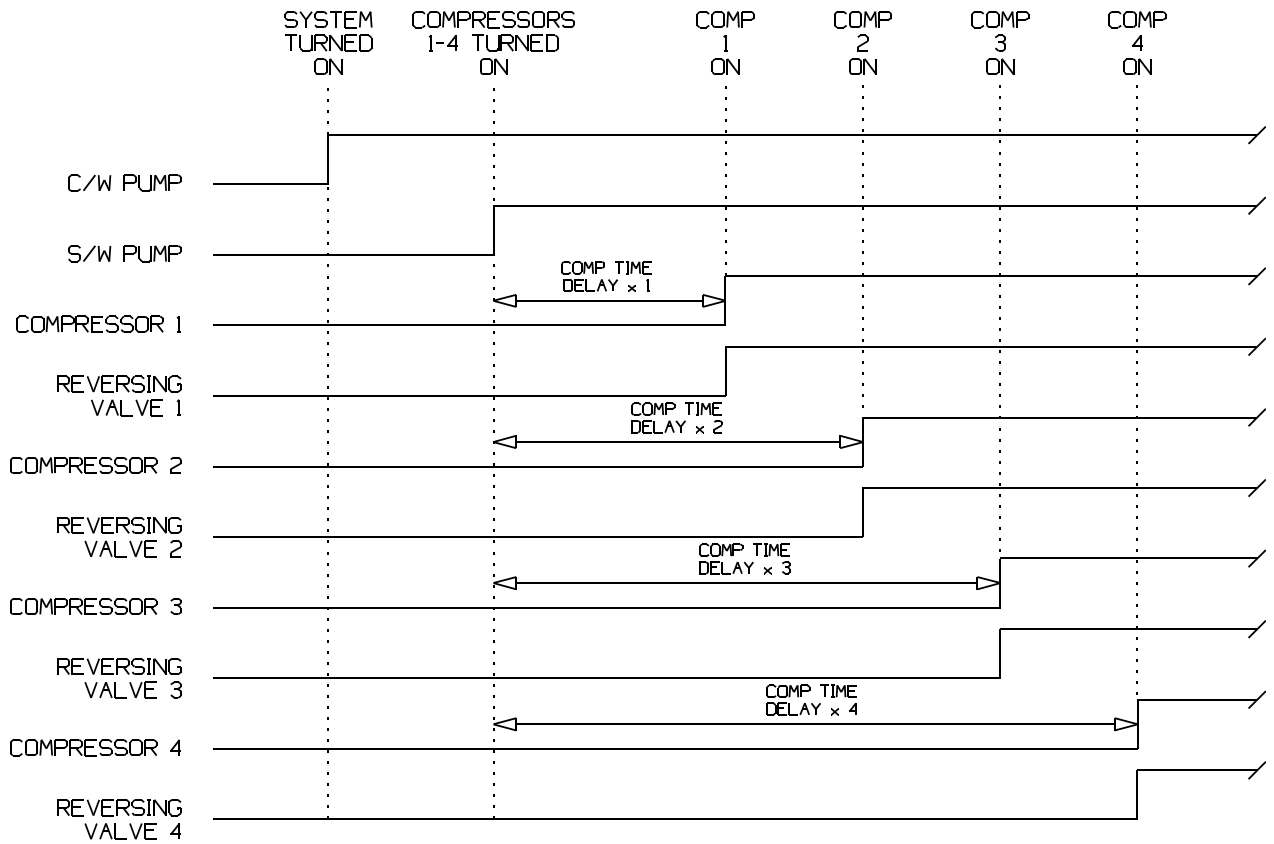 SYSTEM
TURNED
ON
COMPRESSORS
1-4 TURNED
ON
COMP
1
ON
COMP
2
ON
COMP
3
ON
COMP
4
ON
C/W PUMP
S/W PUMP
COMP TIME
DELAY x 1
COMPRESSOR 1
REVERSING
VALVE 1
COMP TIME
DELAY x 2
COMPRESSOR 2
REVERSING
VALVE 2
COMP TIME
DELAY x 3
COMPRESSOR 3
REVERSING
VALVE 3
COMP TIME
DELAY x 4
COMPRESSOR 4
REVERSING
VALVE 4